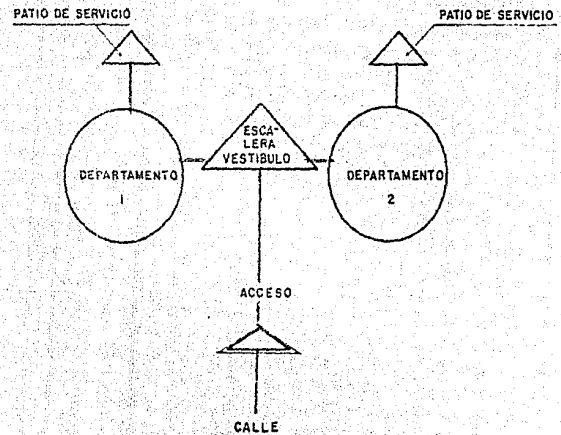 PATIO DE SERVICIO
PATIO DE SERVICIO
ESCA-
LERA
VESTIBULO
DEPARTAMENTO
1
DEPARTAMENTO
2
ACCESO
CALLE